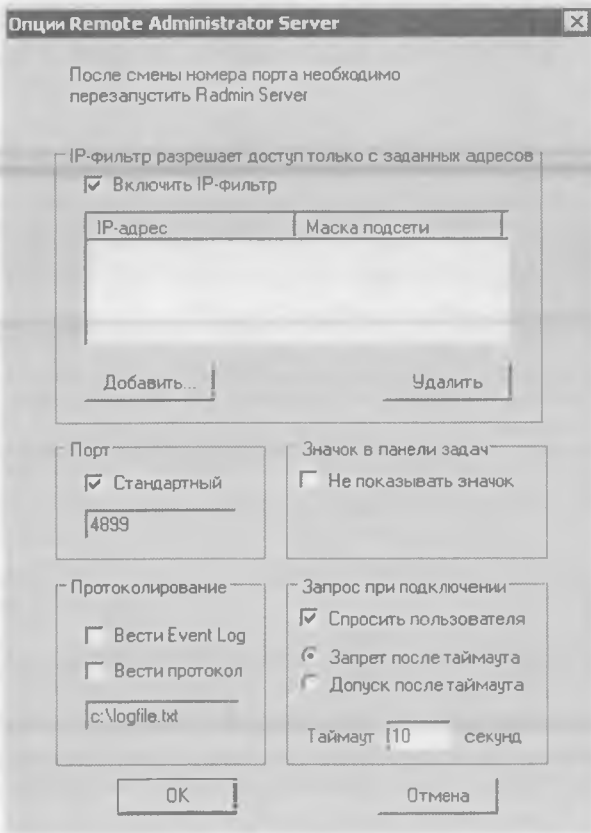 Опции Remote Administrator Server
После смены номера порта необходимо
перезапустить Radmin Server
IP-фильтр разрешает доступ только с заданных адресов
Включить IP-фильтр
IP-адрес Маска подсети
Добавить... Удалить
Порт
Стандартный
4899
Значок в панели задач
Не показывать значок
Протоколирование
Вести Event Log
Вести протокол
c:\logfile.txt
Запрос при подключении
Спросить пользователя
Запрет после таймаута
Допуск после таймаута
Таймаут 10 секунд
OK Отмена